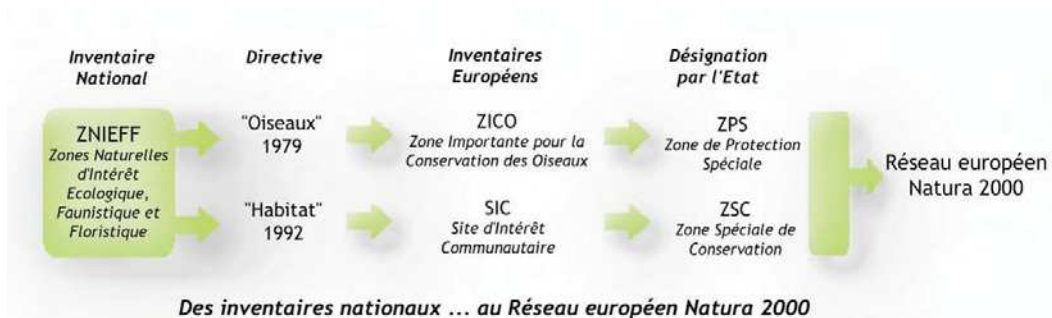 Inventaire
National
Directive
Inventaires
Européens
Désignation
par l'Etat
ZNIEFF
Zones Naturelles
d'Intérêt
Ecologique,
Faunistique et
Floristique
"Oiseaux"
1979
ZICO
Zone Importante pour la
Conservation des Oiseaux
ZPS
Zone de Protection
Spéciale
"Habitat"
1992
SIC
Site d'Intérêt
Communautaire
ZSC
Zone Spéciale de
Conservation
Réseau européen
Natura 2000
Des inventaires nationaux ... au Réseau européen Natura 2000